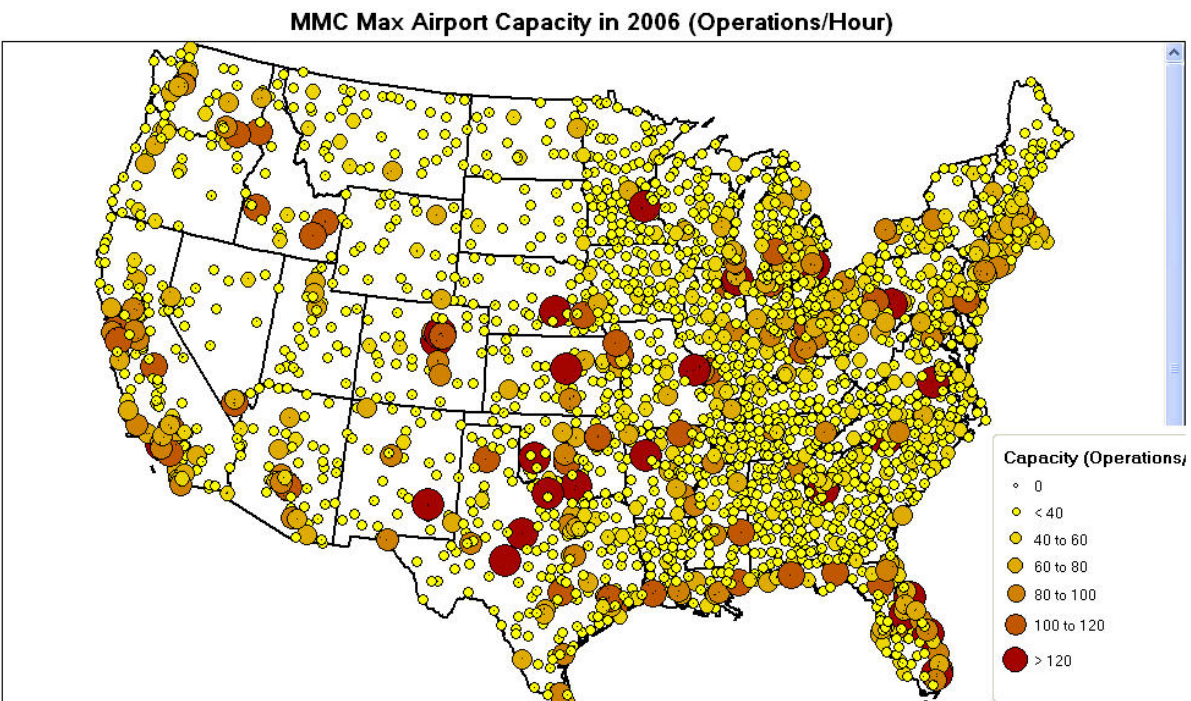 MMC Max Airport Capacity in 2006 (Operations/Hour)
Capacity (Operations/
0
< 40
40 to 60
60 to 80
80 to 100
100 to 120
> 120